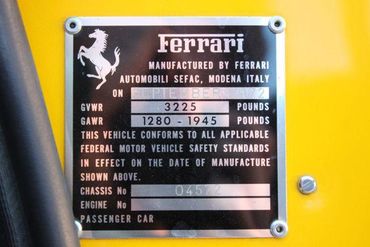 Ferrari
MANUFACTURED BY FERRARI
AUTOMOBILI SEFAC, MODENA ITALY
ON SEPTEMBER
GVWR 3225 POUNDS
GAWR 1280 - 1945 POUNDS
THIS VEHICLE CONFORMS TO ALL APPLICABLE
FEDERAL MOTOR VEHICLE SAFETY STANDARDS
IN EFFECT ON THE DATE OF MANUFACTURE
SHOWN ABOVE.
CHASSIS No
ENGINE No
PASSENGER CAR